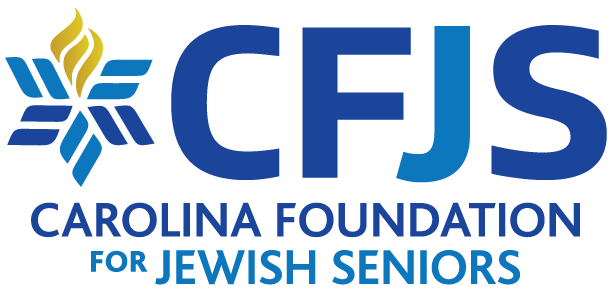 CFJS
CAROLINA FOUNDATION
FOR JEWISH SENIORS